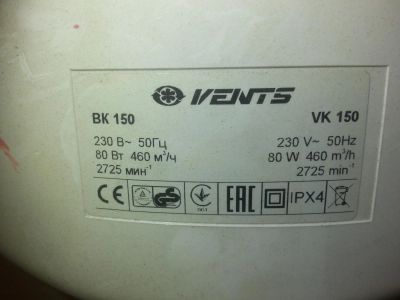 VENTS
ВК 150 VK 150
230 В~ 50Гц 230 V~ 50Hz
80 Вт 460 м³/ч 80 W 460 m³/h
2725 мин⁻¹ 2725 min⁻¹
CE GS EAC IPX4